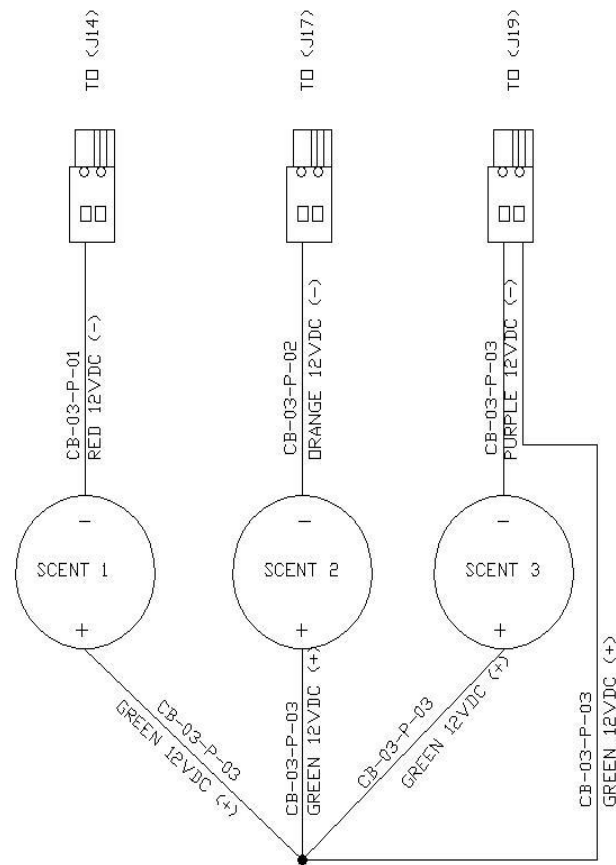 TO (J14)
TO (J17)
TO (J19)
CB-03-P-01
RED 12VDC (-)
CB-03-P-02
ORANGE 12VDC (-)
CB-03-P-03
PURPLE 12VDC (-)
-
SCENT 1
+
-
SCENT 2
+
-
SCENT 3
+
CB-03-P-03
GREEN 12VDC (+)
CB-03-P-03
GREEN 12VDC (+)
CB-03-P-03
GREEN 12VDC (+)
CB-03-P-03
GREEN 12VDC (+)